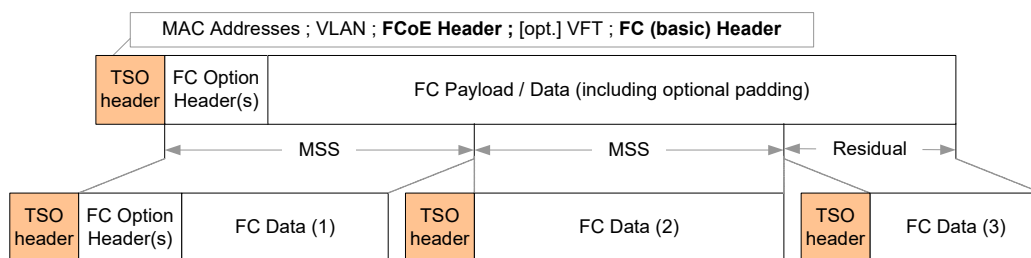 MAC Addresses ; VLAN ; FCoE Header ; [opt.] VFT ; FC (basic) Header
TSO
header
FC Option
Header(s)
FC Payload / Data (including optional padding)
MSS
MSS
Residual
TSO
header
FC Option
Header(s)
FC Data (1)
TSO
header
FC Data (2)
TSO
header
FC Data (3)